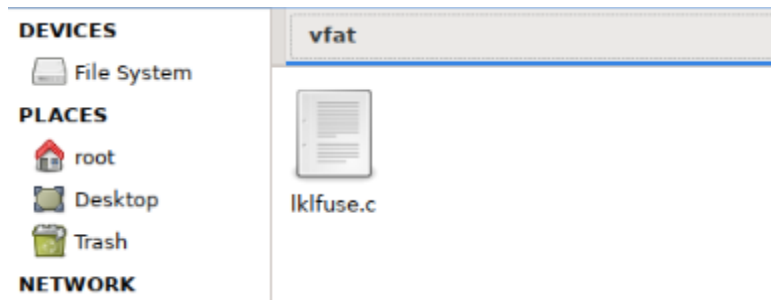 DEVICES
File System
PLACES
root
Desktop
Trash
NETWORK
vfat
lklfuse.c